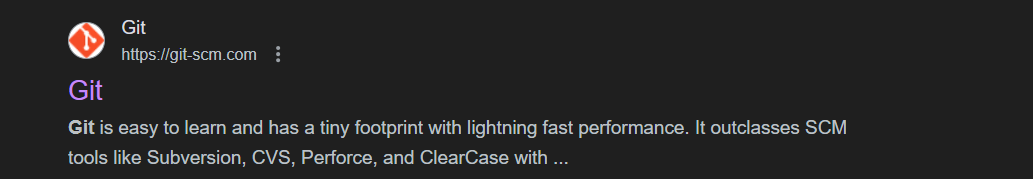 Git
https://git-scm.com
Git
Git is easy to learn and has a tiny footprint with lightning fast performance. It outclasses SCM
tools like Subversion, CVS, Perforce, and ClearCase with ...